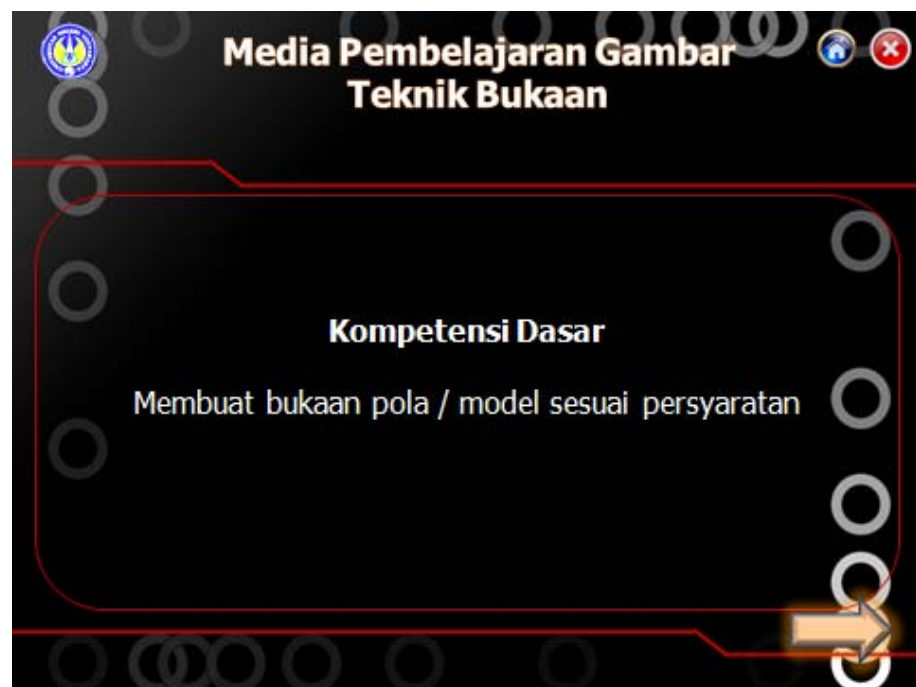 Media Pembelajaran Gambar
Teknik Bukaan
Kompetensi Dasar
Membuat bukaan pola / model sesuai persyaratan